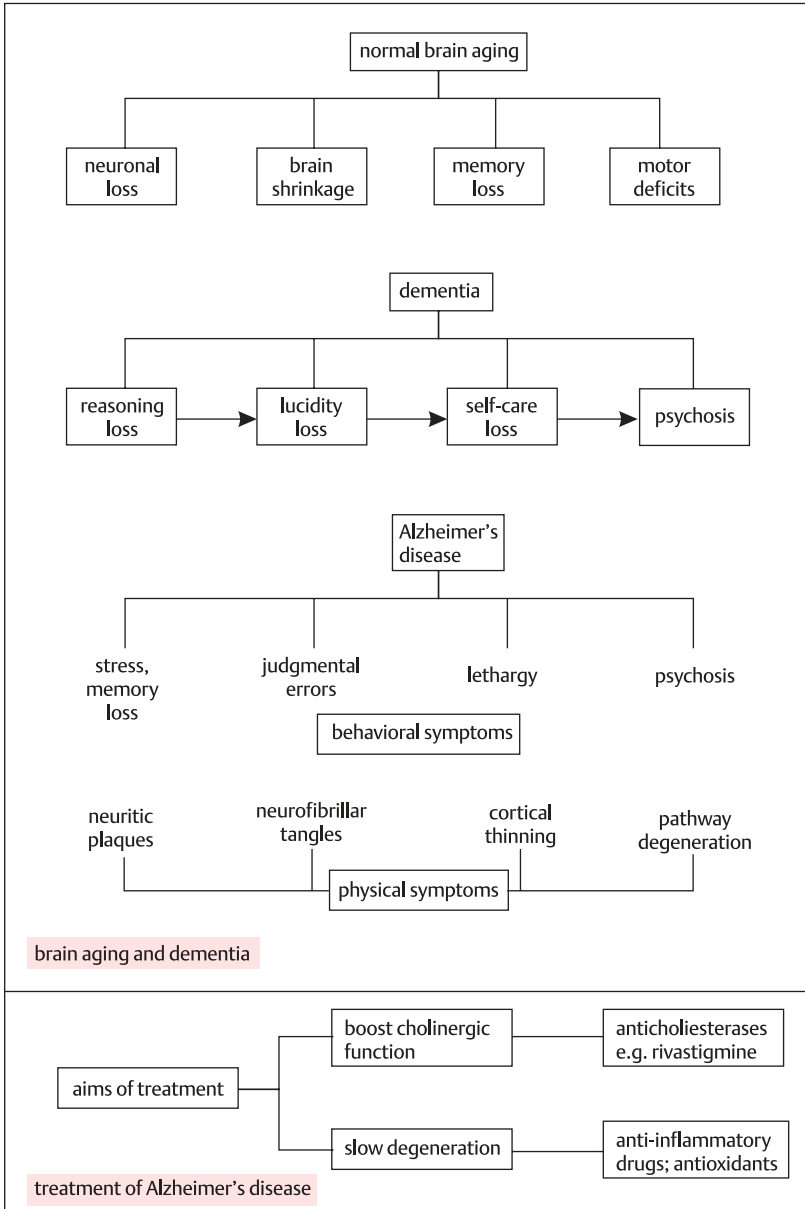 normal brain aging
neuronal
loss
brain
shrinkage
memory
loss
motor
deficits
dementia
reasoning
loss
lucidity
loss
self-care
loss
psychosis
Alzheimer's
disease
stress,
memory
loss
judgmental
errors
lethargy
psychosis
behavioral symptoms
neuritic
plaques
neurofibrillar
tangles
cortical
thinning
pathway
degeneration
physical symptoms
brain aging and dementia
aims of treatment
boost cholinergic
function
anticholiesterases
e.g. rivastigmine
slow degeneration
anti-inflammatory
drugs; antioxidants
treatment of Alzheimer's disease